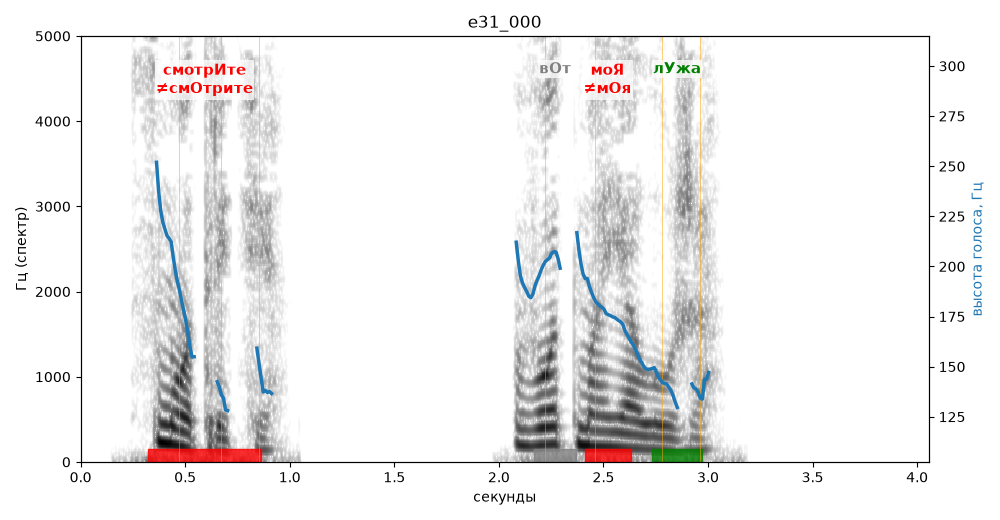 e31_000
смотрИте
≠смОтрите
вОт
моЯ
≠мОя
лУжа
Гц (спектр)
5000
4000
3000
2000
1000
0
300
275
250
225
200
175
150
125
высота голоса, Гц
0.0 0.5 1.0 1.5 2.0 2.5 3.0 3.5 4.0
секунды